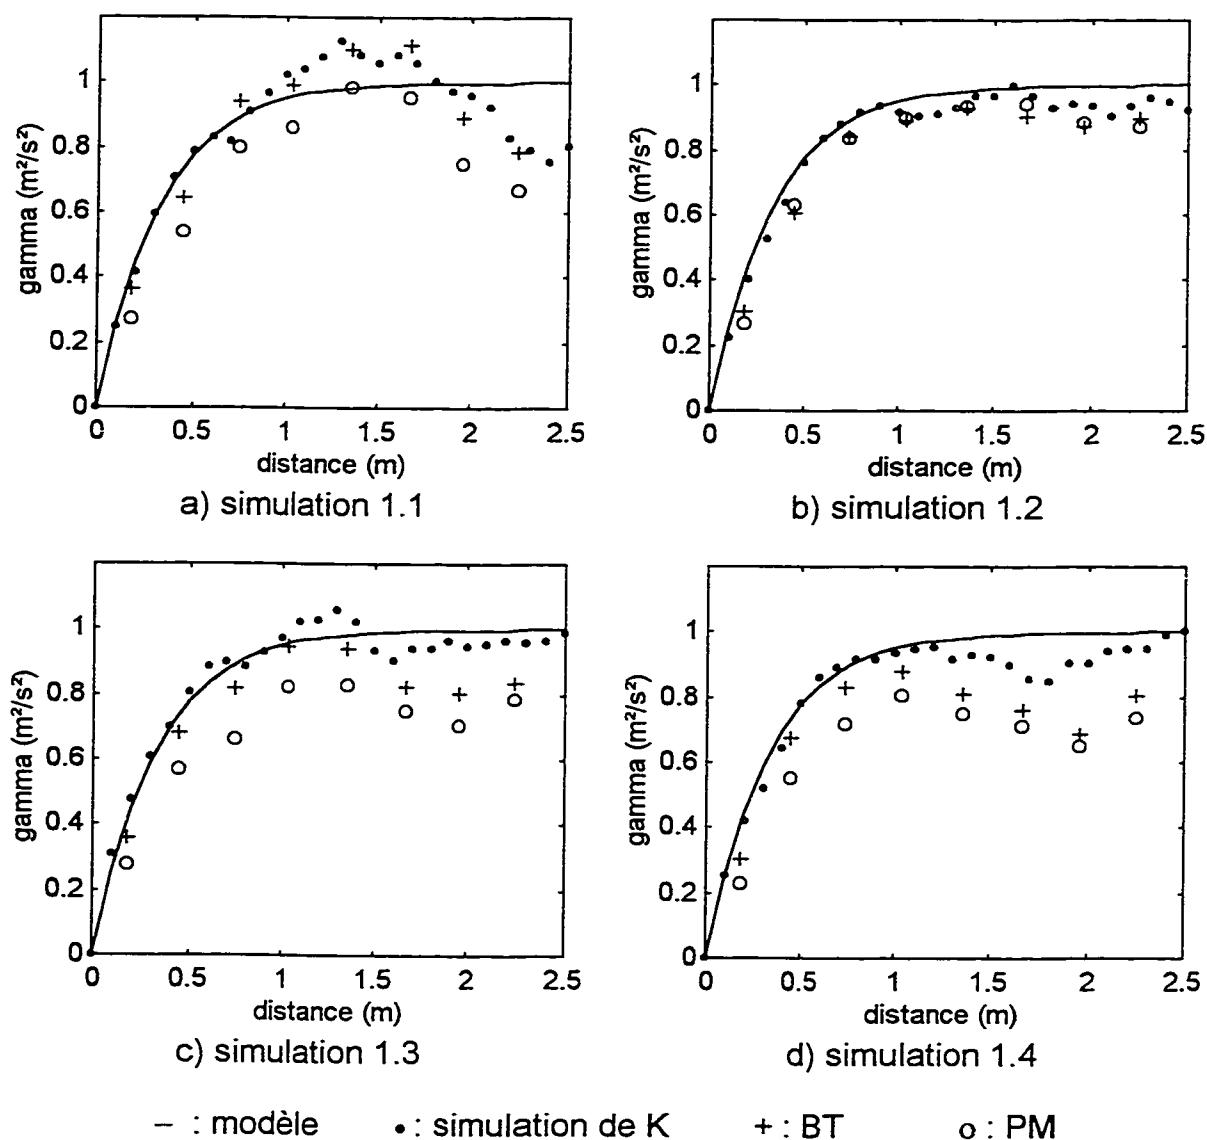 gamma (m²/s²)
1
0.8
0.6
0.4
0.2
0
0 0.5 1 1.5 2 2.5
distance (m)
a) simulation 1.1
gamma (m²/s²)
1
0.8
0.6
0.4
0.2
0
0 0.5 1 1.5 2 2.5
distance (m)
b) simulation 1.2
gamma (m²/s²)
1
0.8
0.6
0.4
0.2
0
0 0.5 1 1.5 2 2.5
distance (m)
c) simulation 1.3
gamma (m²/s²)
1
0.8
0.6
0.4
0.2
0
0 0.5 1 1.5 2 2.5
distance (m)
d) simulation 1.4
– : modèle • : simulation de K + : BT o : PM